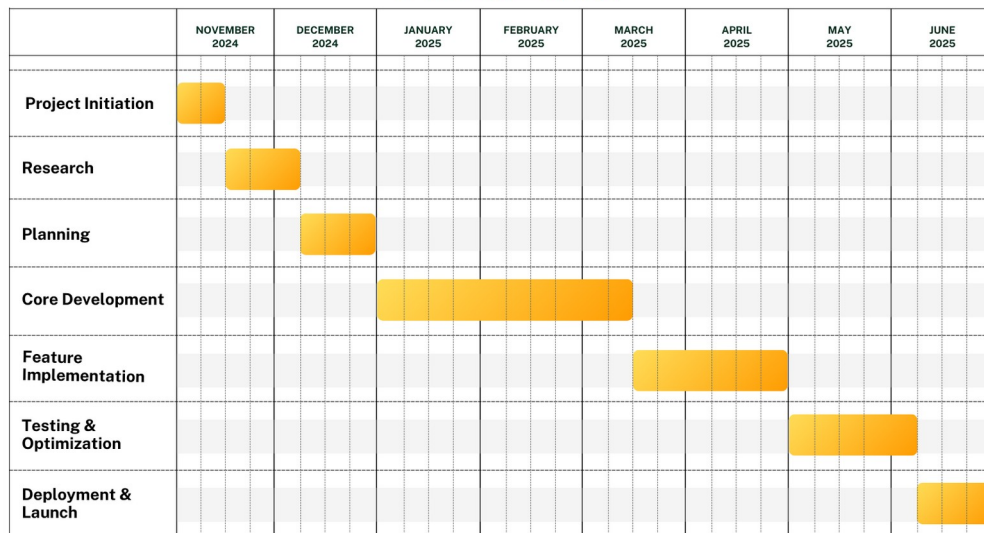 NOVEMBER
2024
DECEMBER
2024
JANUARY
2025
FEBRUARY
2025
MARCH
2025
APRIL
2025
MAY
2025
JUNE
2025
Project Initiation
Research
Planning
Core Development
Feature
Implementation
Testing &
Optimization
Deployment &
Launch